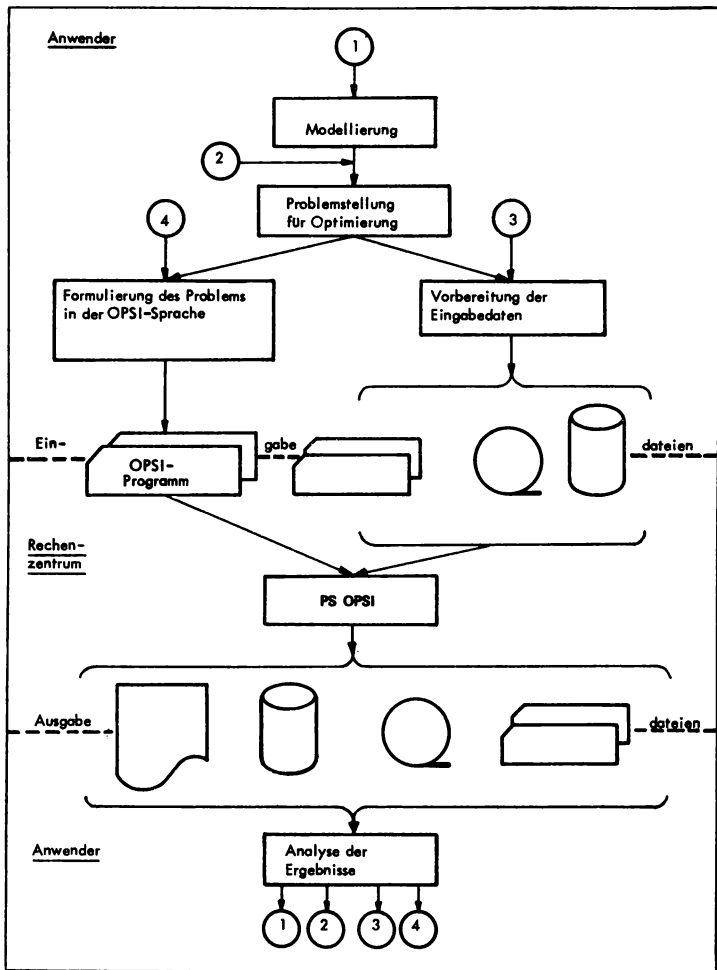 Anwender
1
Modellierung
2
Problemstellung
für Optimierung
4
3
Formulierung des Problems
in der OPSI-Sprache
Vorbereitung der
Eingabedaten
Ein-
gabe
dateien
OPSI-
Programm
Rechen-
zentrum
PS OPSI
Ausgabe
dateien
Anwender
Analyse der
Ergebnisse
1
2
3
4